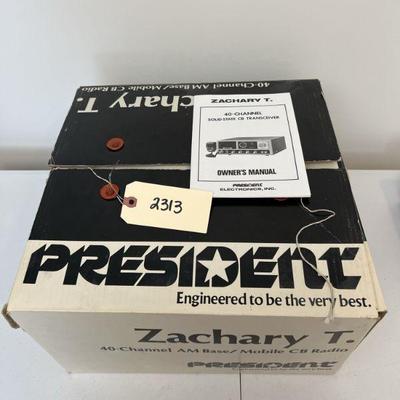 Zachary T.
40-Channel AM Base/Mobile CB Radio
ZACHARY T.
40-CHANNEL
SOLID-STATE CB TRANSCEIVER
OWNER'S MANUAL
PRESIDENT
ELECTRONICS, INC.
2313
PRESIDENT
Engineered to be the very best.
Zachary T.
40-Channel AM Base/Mobile CB Radio